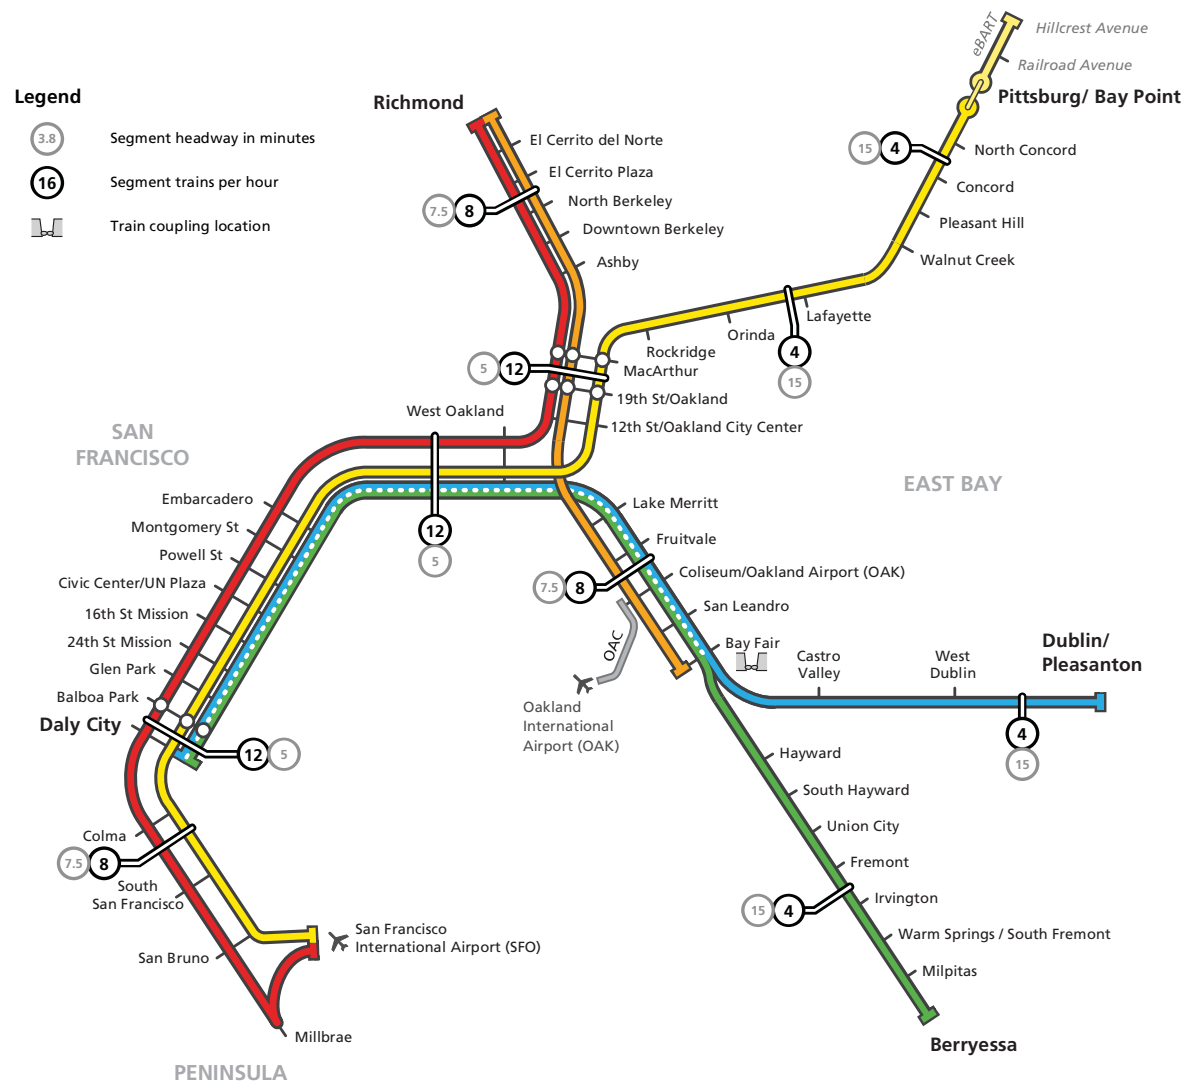 Legend
3.8
Segment headway in minutes
16
Segment trains per hour
Train coupling location
Richmond
El Cerrito del Norte
El Cerrito Plaza
North Berkeley
Downtown Berkeley
Ashby
7.5
8
eBART
Hillcrest Avenue
Railroad Avenue
Pittsburg/ Bay Point
15
4
North Concord
Concord
Pleasant Hill
Walnut Creek
Lafayette
Orinda
4
15
Rockridge
MacArthur
5
12
19th St/Oakland
12th St/Oakland City Center
West Oakland
SAN
FRANCISCO
EAST BAY
12
5
Embarcadero
Montgomery St
Powell St
Civic Center/UN Plaza
16th St Mission
24th St Mission
Glen Park
Balboa Park
Daly City
12
5
Lake Merritt
Fruitvale
7.5
8
Coliseum/Oakland Airport (OAK)
San Leandro
Bay Fair
OAC
Oakland
International
Airport (OAK)
Castro
Valley
West
Dublin
Dublin/
Pleasanton
4
15
Hayward
South Hayward
Union City
Fremont
15
4
Irvington
Warm Springs / South Fremont
Milpitas
Berryessa
Colma
7.5
8
South
San Francisco
San Bruno
San Francisco
International Airport (SFO)
Millbrae
PENINSULA